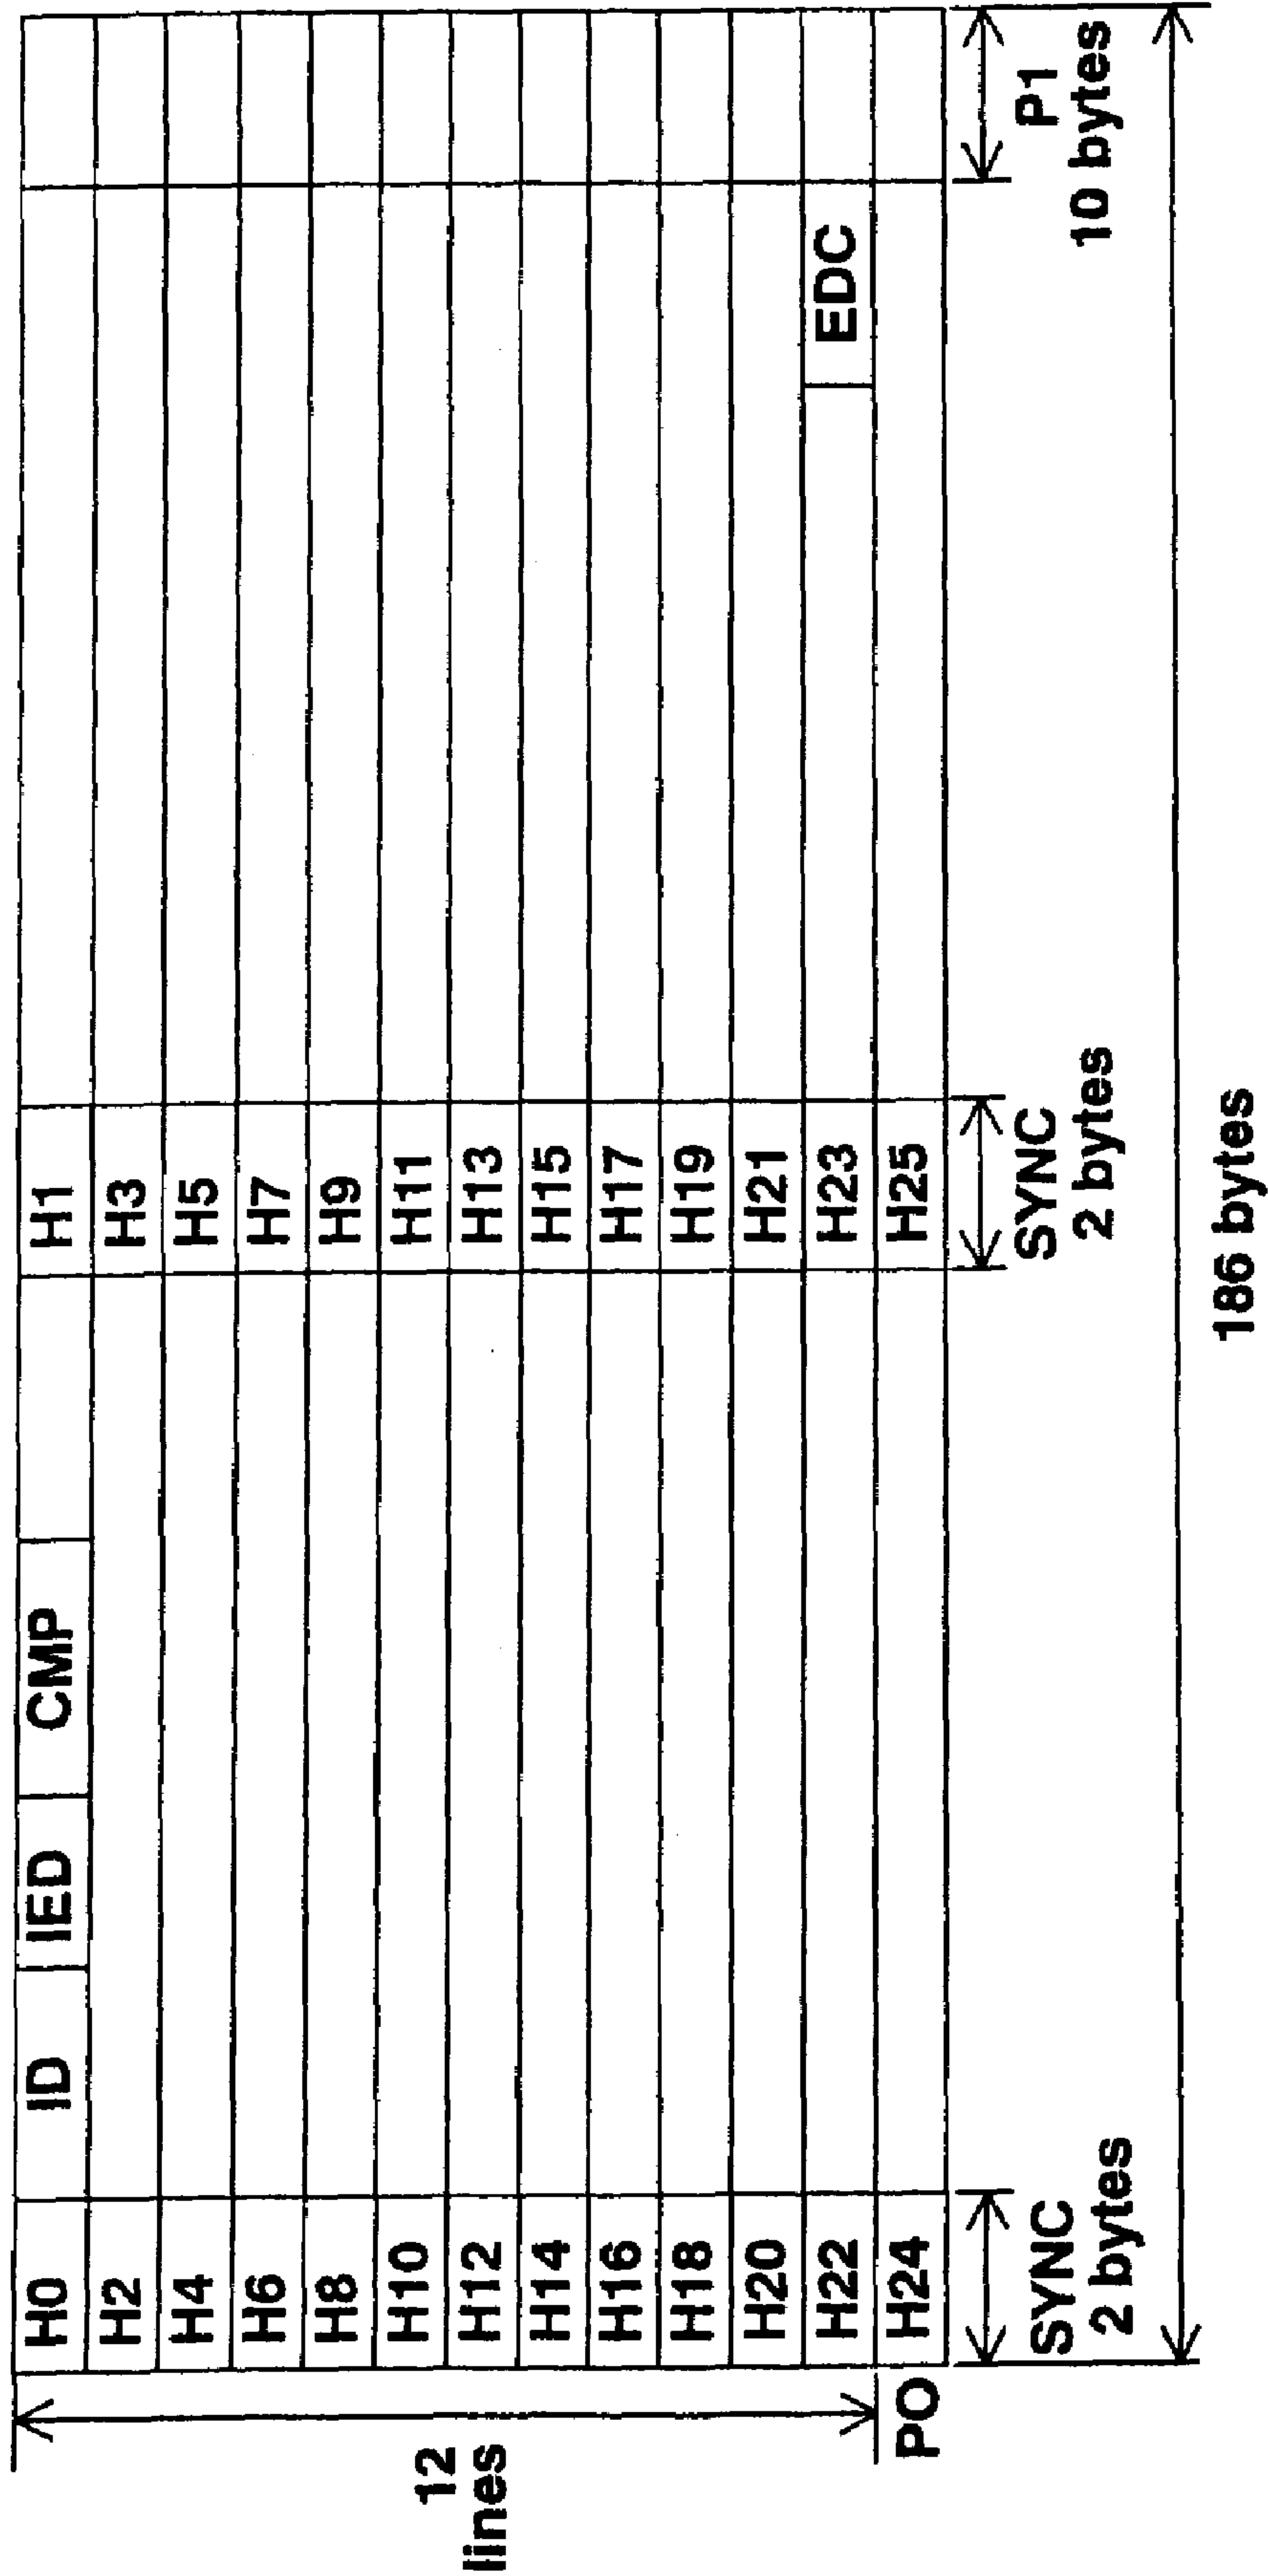 H0 ID IED CMP H1
H2 H3
H4 H5
H6 H7
H8 H9
H10 H11
H12 H13
H14 H15
H16 H17
H18 H19
H20 H21
H22 H23 EDC
H24 H25
12
lines
PO
SYNC
2 bytes
SYNC
2 bytes
P1
10 bytes
186 bytes